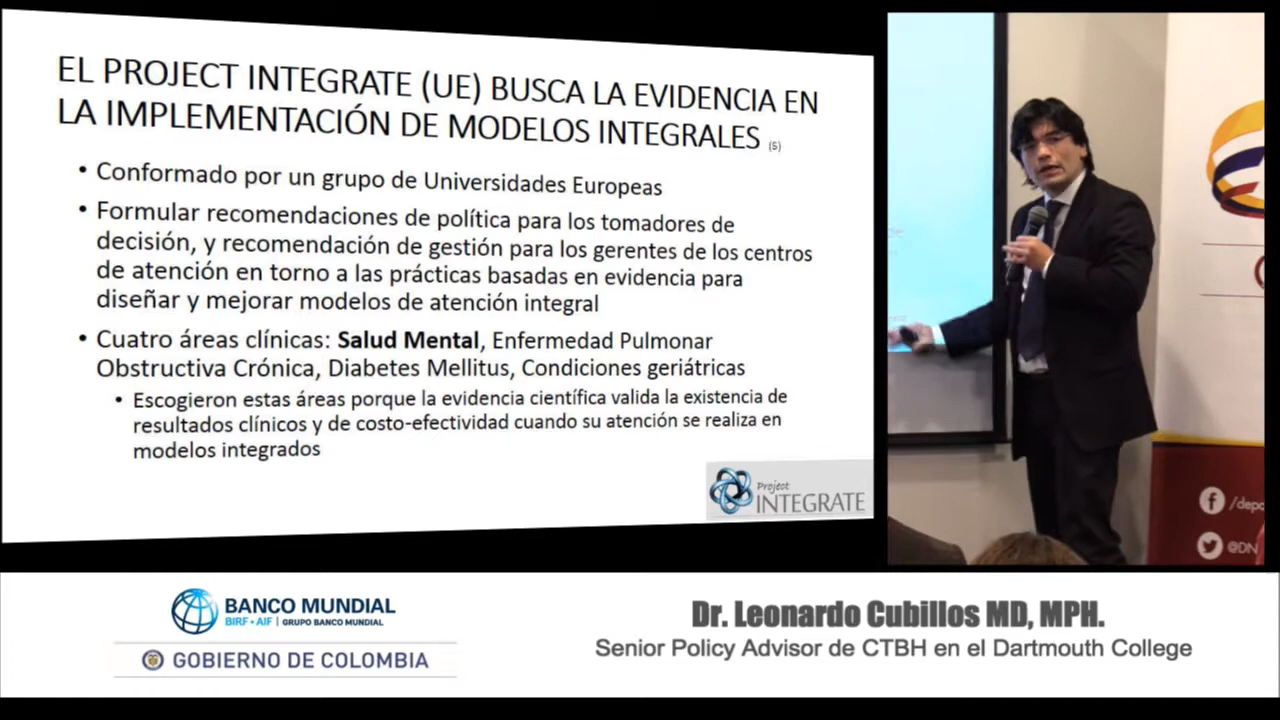 EL PROJECT INTEGRATE (UE) BUSCA LA EVIDENCIA EN
LA IMPLEMENTACIÓN DE MODELOS INTEGRALES (5)
• Conformado por un grupo de Universidades Europeas
• Formular recomendaciones de política para los tomadores de
decisión, y recomendación de gestión para los gerentes de los centros
de atención en torno a las prácticas basadas en evidencia para
diseñar y mejorar modelos de atención integral
• Cuatro áreas clínicas: Salud Mental, Enfermedad Pulmonar
Obstructiva Crónica, Diabetes Mellitus, Condiciones geriátricas
• Escogieron estas áreas porque la evidencia científica valida la existencia de
resultados clínicos y de costo-efectividad cuando su atención se realiza en
modelos integrados
Project
INTEGRATE
/depa
@DN
BANCO MUNDIAL
BIRF • AIF | GRUPO BANCO MUNDIAL
GOBIERNO DE COLOMBIA
Dr. Leonardo Cubillos MD, MPH.
Senior Policy Advisor de CTBH en el Dartmouth College